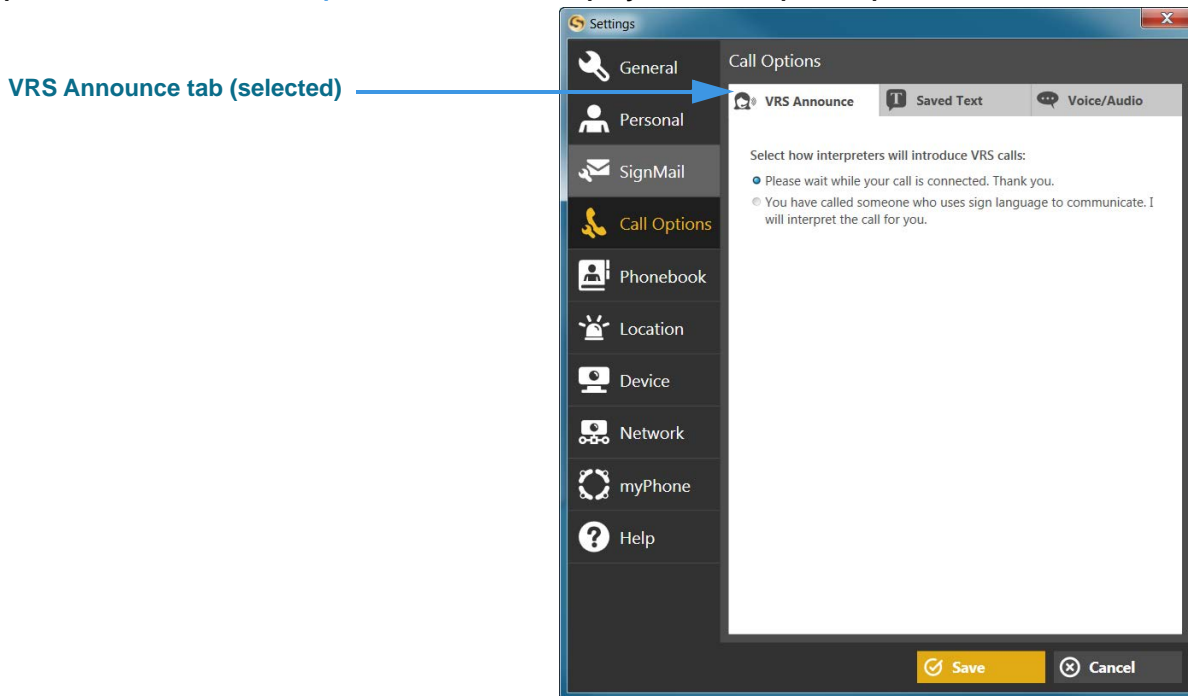 Settings
X
VRS Announce tab (selected)
General
Personal
SignMail
Call Options
Phonebook
Location
Device
Network
myPhone
Help
Call Options
VRS Announce
T Saved Text
Voice/Audio
Select how interpreters will introduce VRS calls:
Please wait while your call is connected. Thank you.
You have called someone who uses sign language to communicate. I
will interpret the call for you.
Save
Cancel